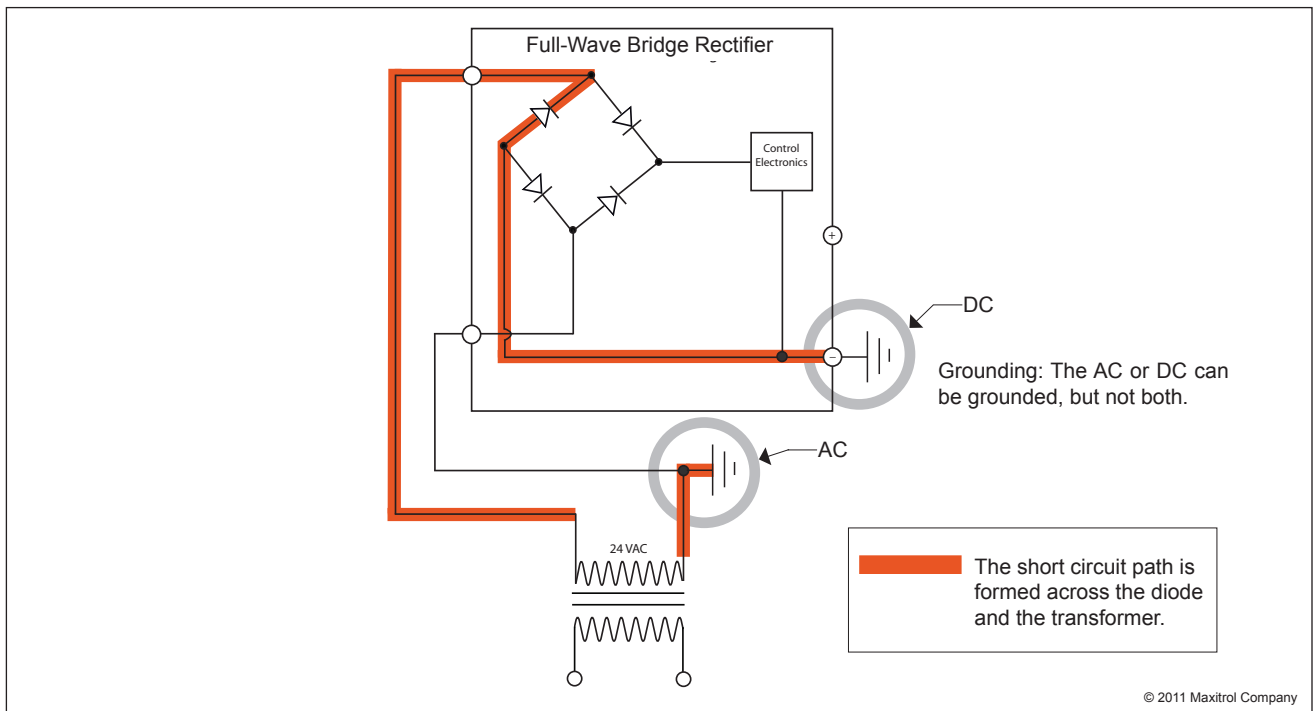 Full-Wave Bridge Rectifier
Control
Electronics
+
DC
−
Grounding: The AC or DC can
be grounded, but not both.
AC
24 VAC
The short circuit path is
formed across the diode
and the transformer.
© 2011 Maxitrol Company